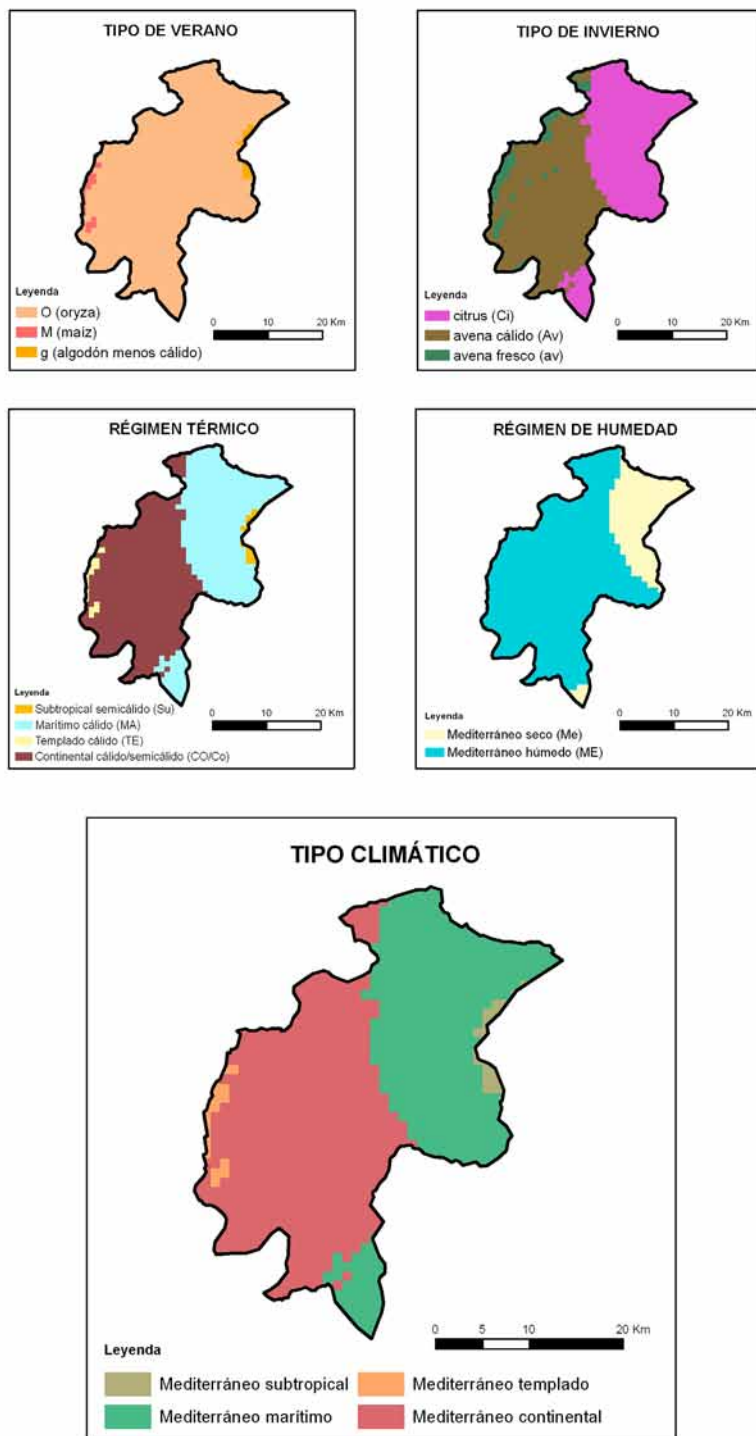 TIPO DE VERANO
Leyenda
O (oryza)
M (maíz)
g (algodón menos cálido)
0 10 20 Km
TIPO DE INVIERNO
Leyenda
citrus (Ci)
avena cálido (Av)
avena fresco (av)
0 10 20 Km
RÉGIMEN TÉRMICO
Leyenda
Subtropical semicálido (Su)
Marítimo cálido (MA)
Templado cálido (TE)
Continental cálido/semicálido (CO/Co)
0 10 20 Km
RÉGIMEN DE HUMEDAD
Leyenda
Mediterráneo seco (Me)
Mediterráneo húmedo (ME)
0 10 20 Km
TIPO CLIMÁTICO
0 5 10 20 Km
Leyenda
Mediterráneo subtropical Mediterráneo templado
Mediterráneo marítimo Mediterráneo continental